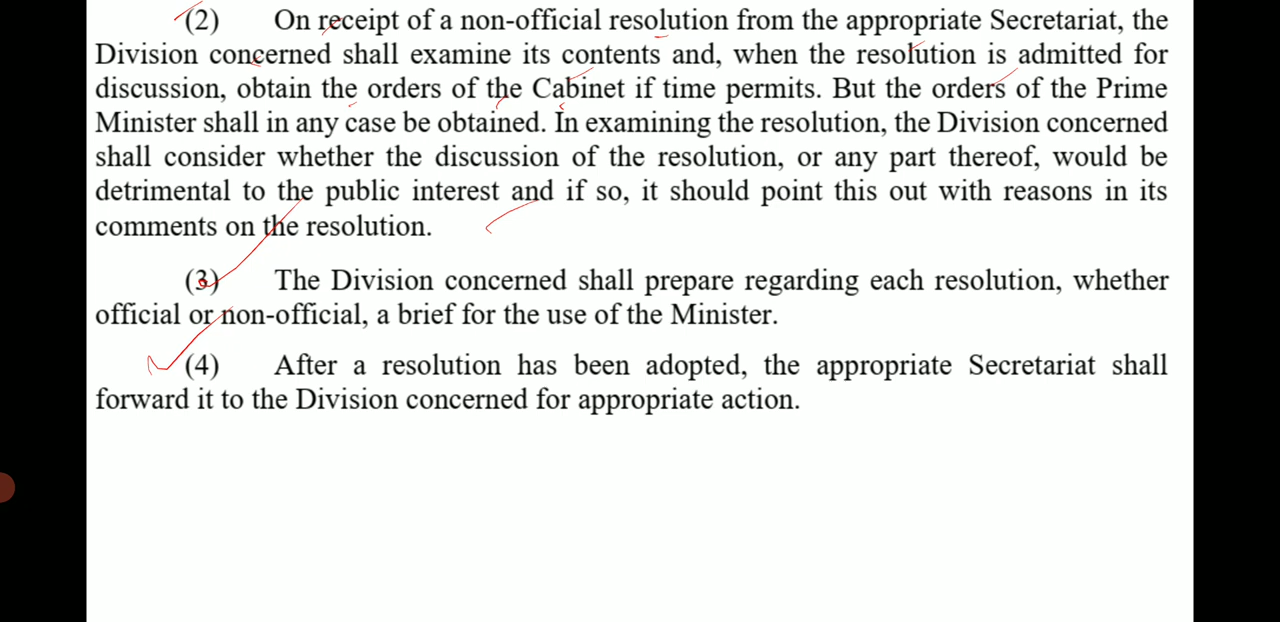 (2) On receipt of a non-official resolution from the appropriate Secretariat, the
Division concerned shall examine its contents and, when the resolution is admitted for
discussion, obtain the orders of the Cabinet if time permits. But the orders of the Prime
Minister shall in any case be obtained. In examining the resolution, the Division concerned
shall consider whether the discussion of the resolution, or any part thereof, would be
detrimental to the public interest and if so, it should point this out with reasons in its
comments on the resolution.
(3) The Division concerned shall prepare regarding each resolution, whether
official or non-official, a brief for the use of the Minister.
(4) After a resolution has been adopted, the appropriate Secretariat shall
forward it to the Division concerned for appropriate action.